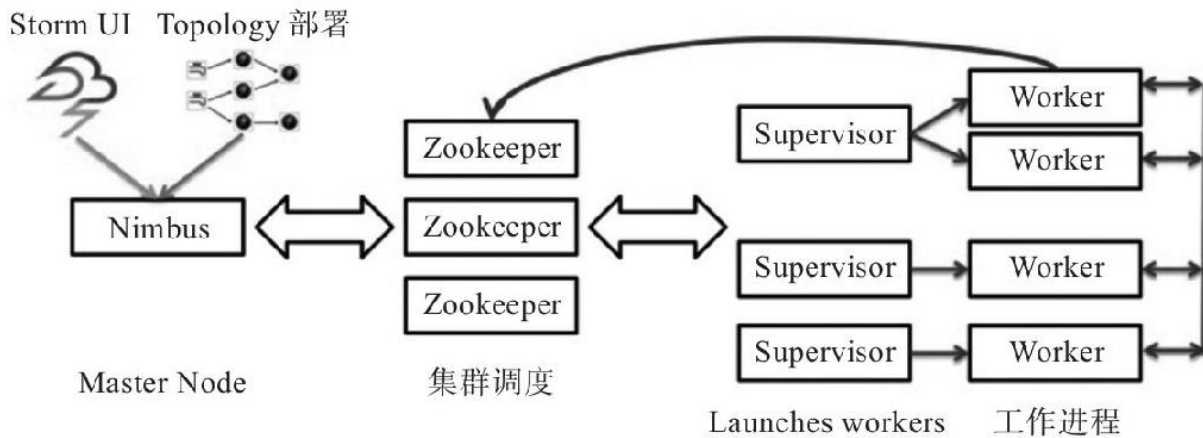 Storm UI Topology 部署
Zookeeper
Nimbus
Zookeeper
Zookeeper
Supervisor
Worker
Worker
Supervisor
Worker
Supervisor
Worker
Master Node
集群调度
Launches workers
工作进程